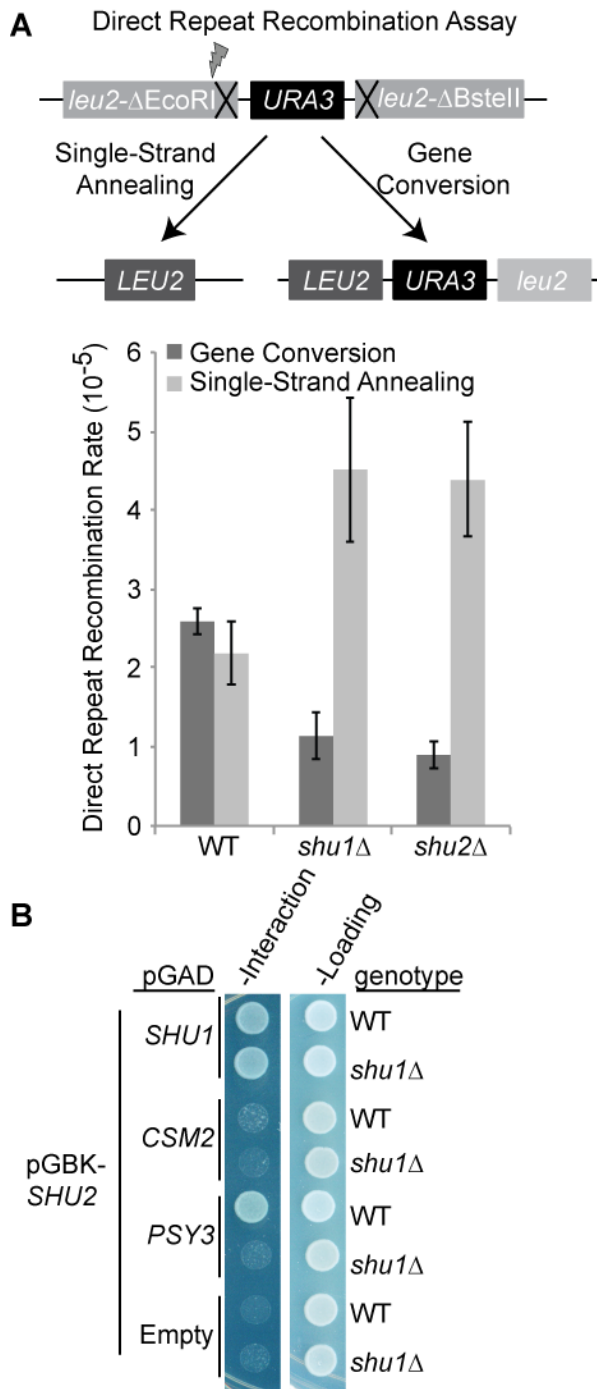 A
Direct Repeat Recombination Assay
leu2-ΔEcoRI URA3 leu2-ΔBsteII
Single-Strand Annealing
Gene Conversion
LEU2
LEU2 URA3 leu2
Direct Repeat Recombination Rate (10⁻⁵)
6
5
4
3
2
1
0
Gene Conversion
Single-Strand Annealing
WT shu1Δ shu2Δ
B
pGAD -Interaction -Loading genotype
pGBK-SHU2
SHU1
WT
shu1Δ
CSM2
WT
shu1Δ
PSY3
WT
shu1Δ
Empty
WT
shu1Δ